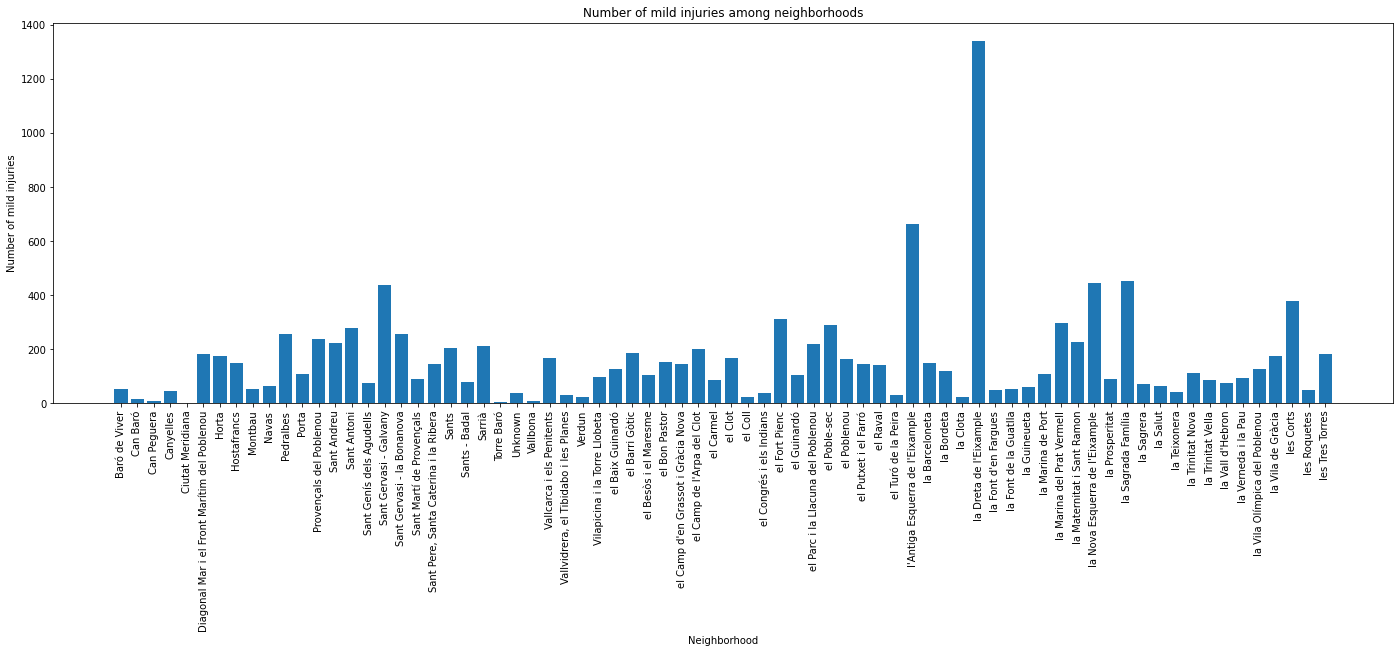 Number of mild injuries among neighborhoods
1400
1200
1000
800
600
400
200
0
Number of mild injuries
Baró de Viver
Can Baró
Can Peguera
Canyelles
Ciutat Meridiana
Diagonal Mar i el Front Marítim del Poblenou
Horta
Hostafrancs
Montbau
Navas
Pedralbes
Porta
Provençals del Poblenou
Sant Andreu
Sant Antoni
Sant Genís dels Agudells
Sant Gervasi - Galvany
Sant Gervasi - la Bonanova
Sant Martí de Provençals
Sant Pere, Santa Caterina i la Ribera
Sants
Sants - Badal
Sarrià
Torre Baró
Unknown
Vallbona
Vallcarca i els Penitents
Vallvidrera, el Tibidabo i les Planes
Verdun
Vilapicina i la Torre Llobeta
el Baix Guinardó
el Barri Gòtic
el Besòs i el Maresme
el Bon Pastor
el Camp d'en Grassot i Gràcia Nova
el Camp de l'Arpa del Clot
el Carmel
el Clot
el Coll
el Congrés i els Indians
el Fort Pienc
el Guinardó
el Parc i la Llacuna del Poblenou
el Poble-sec
el Poblenou
el Putxet i el Farró
el Raval
el Turó de la Peira
l'Antiga Esquerra de l'Eixample
la Barceloneta
la Bordeta
la Clota
la Dreta de l'Eixample
la Font d'en Fargues
la Font de la Guatlla
la Guineueta
la Marina de Port
la Marina del Prat Vermell
la Maternitat i Sant Ramon
la Nova Esquerra de l'Eixample
la Prosperitat
la Sagrada Família
la Sagrera
la Salut
la Teixonera
la Trinitat Nova
la Trinitat Vella
la Vall d'Hebron
la Verneda i la Pau
la Vila Olímpica del Poblenou
la Vila de Gràcia
les Corts
les Roquetes
les Tres Torres
Neighborhood